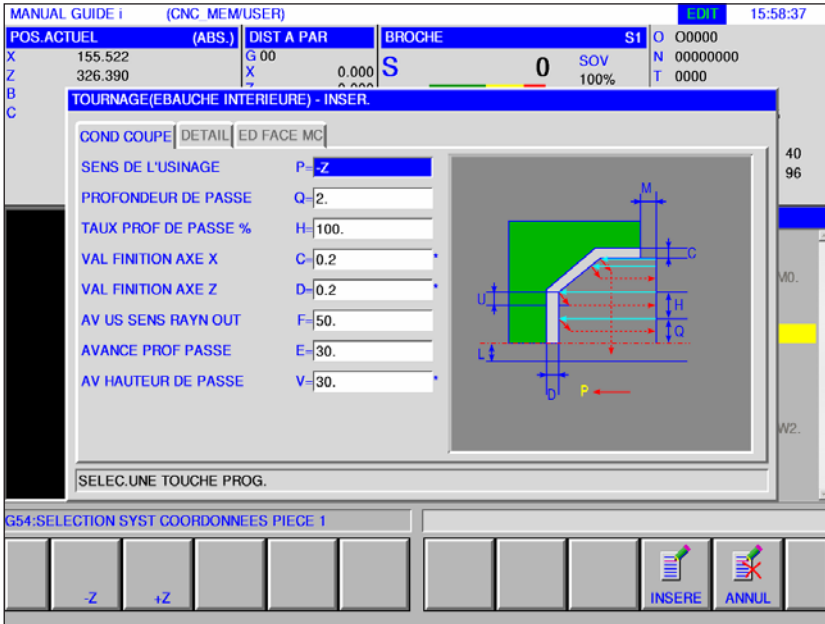 MANUAL GUIDE i (CNC_MEM/USER) EDIT 15:58:37
POS.ACTUEL (ABS.) DIST A PAR BROCHE S1 O O0000
X 155.522 G 00 S 0 SOV N 00000000
Z 326.390 X 0.000 100% T 0000
B
C
TOURNAGE(EBAUCHE INTERIEURE) - INSER.
COND COUPE DETAIL ED FACE MC
SENS DE L'USINAGE P= -Z
PROFONDEUR DE PASSE Q= 2.
TAUX PROF DE PASSE % H= 100.
VAL FINITION AXE X C= 0.2 *
VAL FINITION AXE Z D= 0.2 *
AV US SENS RAYN OUT F= 50.
AVANCE PROF PASSE E= 30.
AV HAUTEUR DE PASSE V= 30. *
M
C
U
H
Q
L
D
P
40
96
M0.
W2.
SELEC.UNE TOUCHE PROG.
G54:SELECTION SYST COORDONNEES PIECE 1
-Z +Z INSERE ANNUL